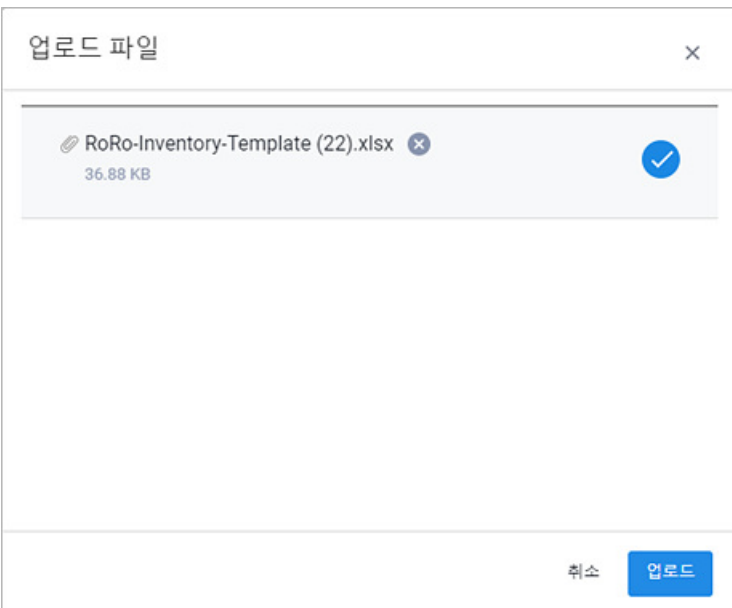 업로드 파일
RoRo-Inventory-Template (22).xlsx
36.88 KB
취소
업로드